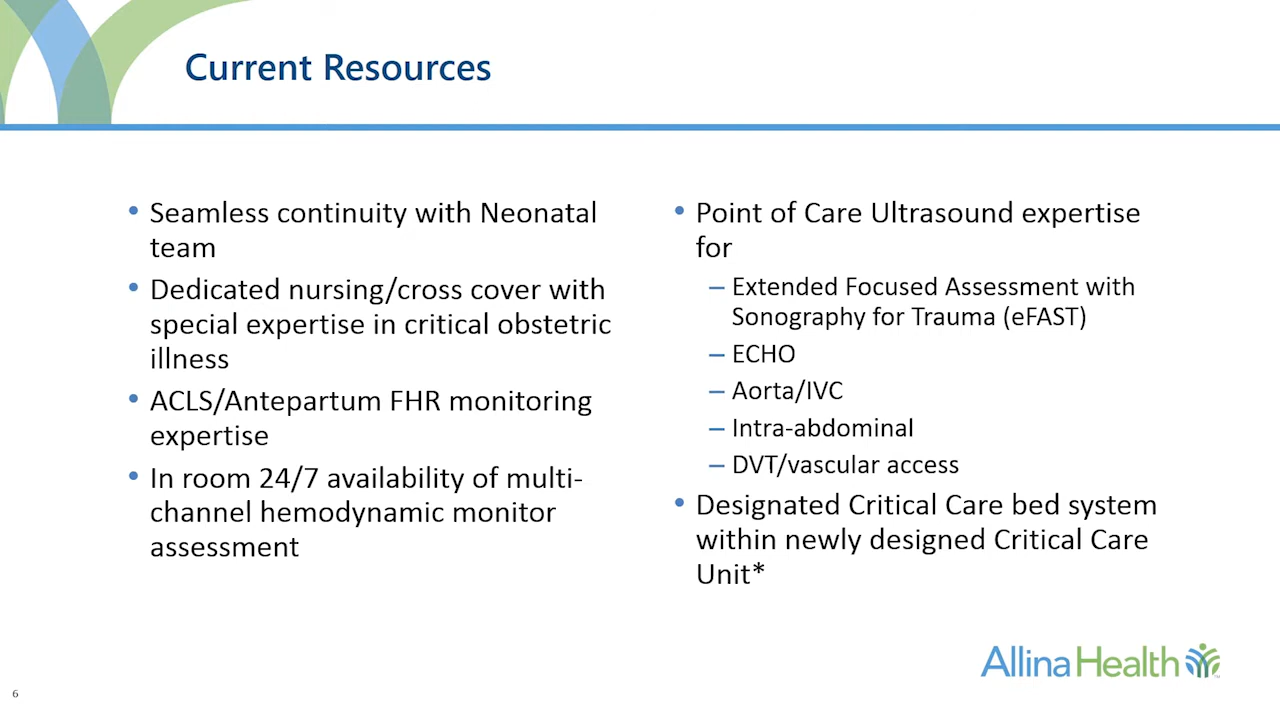 Current Resources
• Seamless continuity with Neonatal
team
• Dedicated nursing/cross cover with
special expertise in critical obstetric
illness
• ACLS/Antepartum FHR monitoring
expertise
• In room 24/7 availability of multi-
channel hemodynamic monitor
assessment
• Point of Care Ultrasound expertise
for
– Extended Focused Assessment with
Sonography for Trauma (eFAST)
– ECHO
– Aorta/IVC
– Intra-abdominal
– DVT/vascular access
• Designated Critical Care bed system
within newly designed Critical Care
Unit*
Allina Health
6